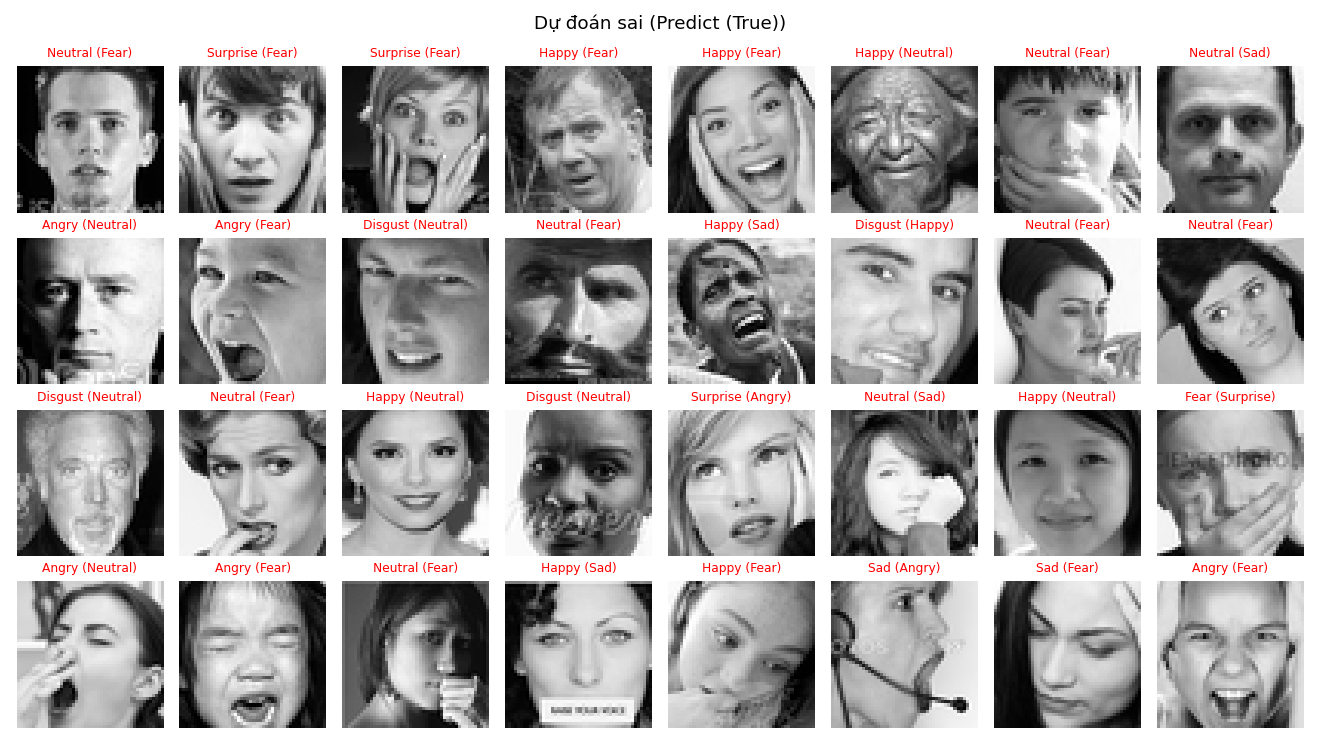 Dự đoán sai (Predict (True))
Neutral (Fear) Surprise (Fear) Surprise (Fear) Happy (Fear) Happy (Fear) Happy (Neutral) Neutral (Fear) Neutral (Sad)
Angry (Neutral) Angry (Fear) Disgust (Neutral) Neutral (Fear) Happy (Sad) Disgust (Happy) Neutral (Fear) Neutral (Fear)
Disgust (Neutral) Neutral (Fear) Happy (Neutral) Disgust (Neutral) Surprise (Angry) Neutral (Sad) Happy (Neutral) Fear (Surprise)
Angry (Neutral) Angry (Fear) Neutral (Fear) Happy (Sad) Happy (Fear) Sad (Angry) Sad (Fear) Angry (Fear)
YOUR VOICE